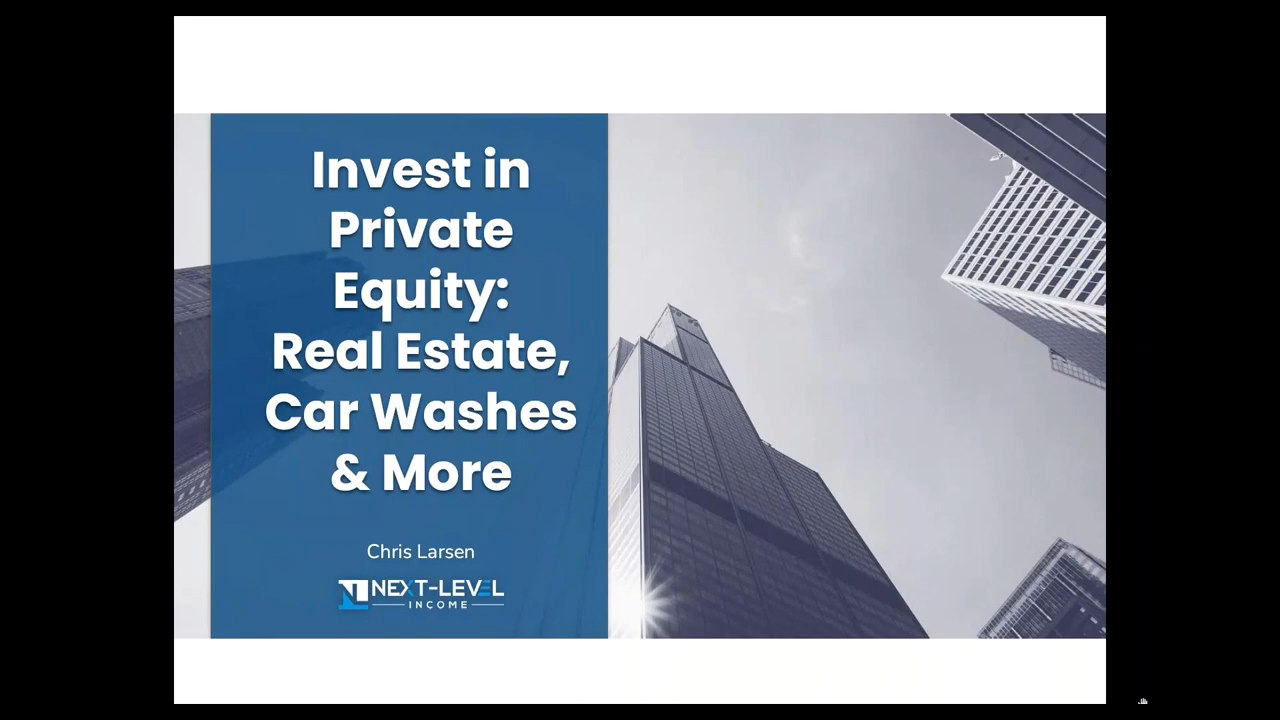 Invest in
Private
Equity:
Real Estate,
Car Washes
& More
Chris Larsen
NEXT-LEVEL
INCOME